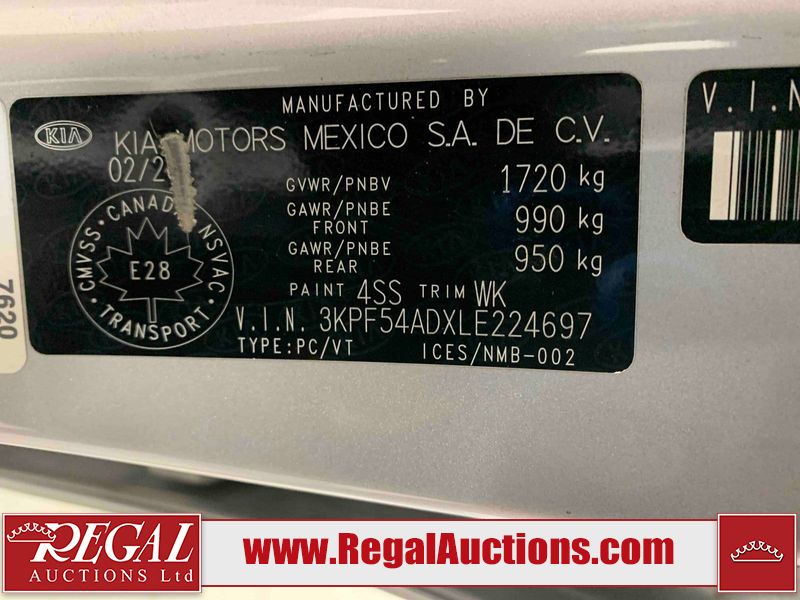 MANUFACTURED BY
KIA
KIA MOTORS MEXICO S.A. DE C.V.
02/2
GVWR/PNBV 1720 kg
GAWR/PNBE FRONT 990 kg
GAWR/PNBE REAR 950 kg
PAINT 4SS TRIM WK
V.I.N. 3KPF54ADXLE224697
TYPE:PC/VT ICES/NMB-002
CMVSS · CANADA NSVAC
E28
TRANSPORT
V.I.N
7620
REGAL
AUCTIONS Ltd
www.RegalAuctions.com